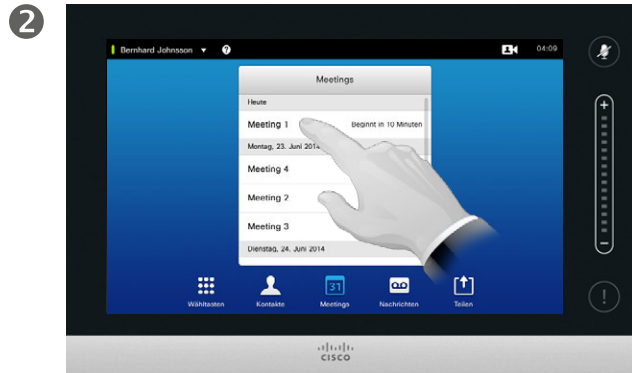 2
Bernhard Johnsson ▼ ? 04:09
Meetings
Heute
Meeting 1 Beginnt in 10 Minuten
Montag, 23. Juni 2014
Meeting 4
Meeting 2
Meeting 3
Dienstag, 24. Juni 2014
31
Wähltasten Kontakte Meetings Nachrichten Teilen
+
−
!
CISCO